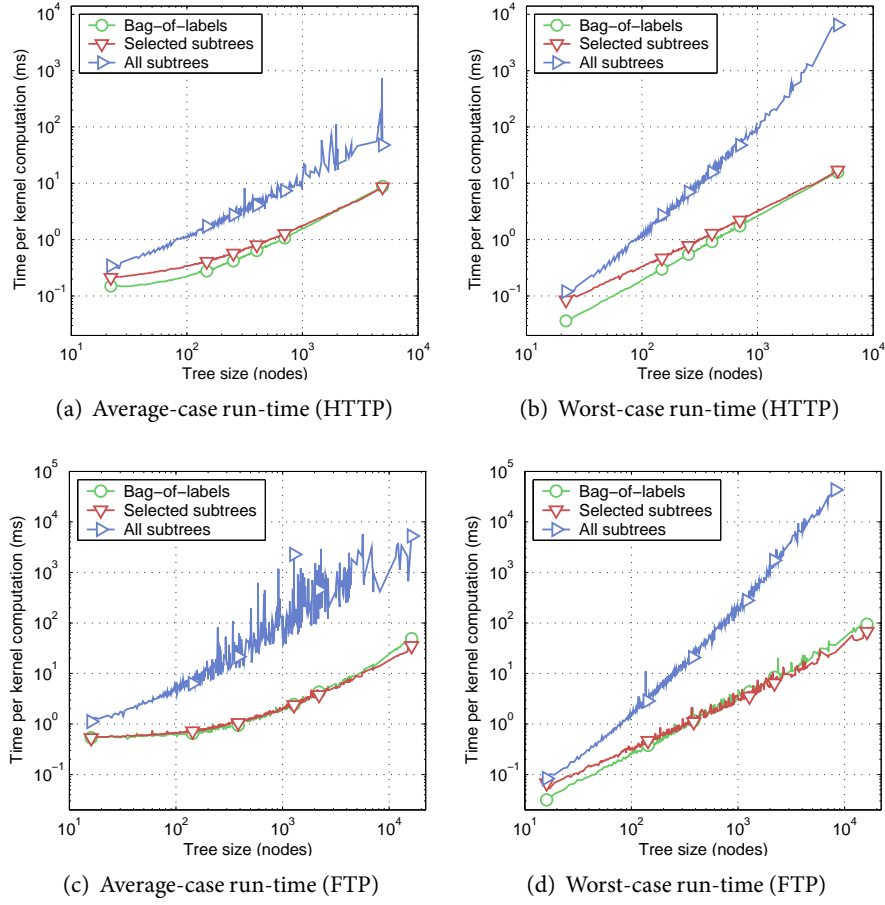 Bag-of-labels
Selected subtrees
All subtrees
Time per kernel computation (ms)
10^4
10^3
10^2
10^1
10^0
10^-1
10^1 10^2 10^3 10^4
Tree size (nodes)
(a) Average-case run-time (HTTP)
Bag-of-labels
Selected subtrees
All subtrees
Time per kernel computation (ms)
10^4
10^3
10^2
10^1
10^0
10^-1
10^1 10^2 10^3 10^4
Tree size (nodes)
(b) Worst-case run-time (HTTP)
Bag-of-labels
Selected subtrees
All subtrees
Time per kernel computation (ms)
10^5
10^4
10^3
10^2
10^1
10^0
10^-1
10^1 10^2 10^3 10^4
Tree size (nodes)
(c) Average-case run-time (FTP)
Bag-of-labels
Selected subtrees
All subtrees
Time per kernel computation (ms)
10^5
10^4
10^3
10^2
10^1
10^0
10^-1
10^1 10^2 10^3 10^4
Tree size (nodes)
(d) Worst-case run-time (FTP)